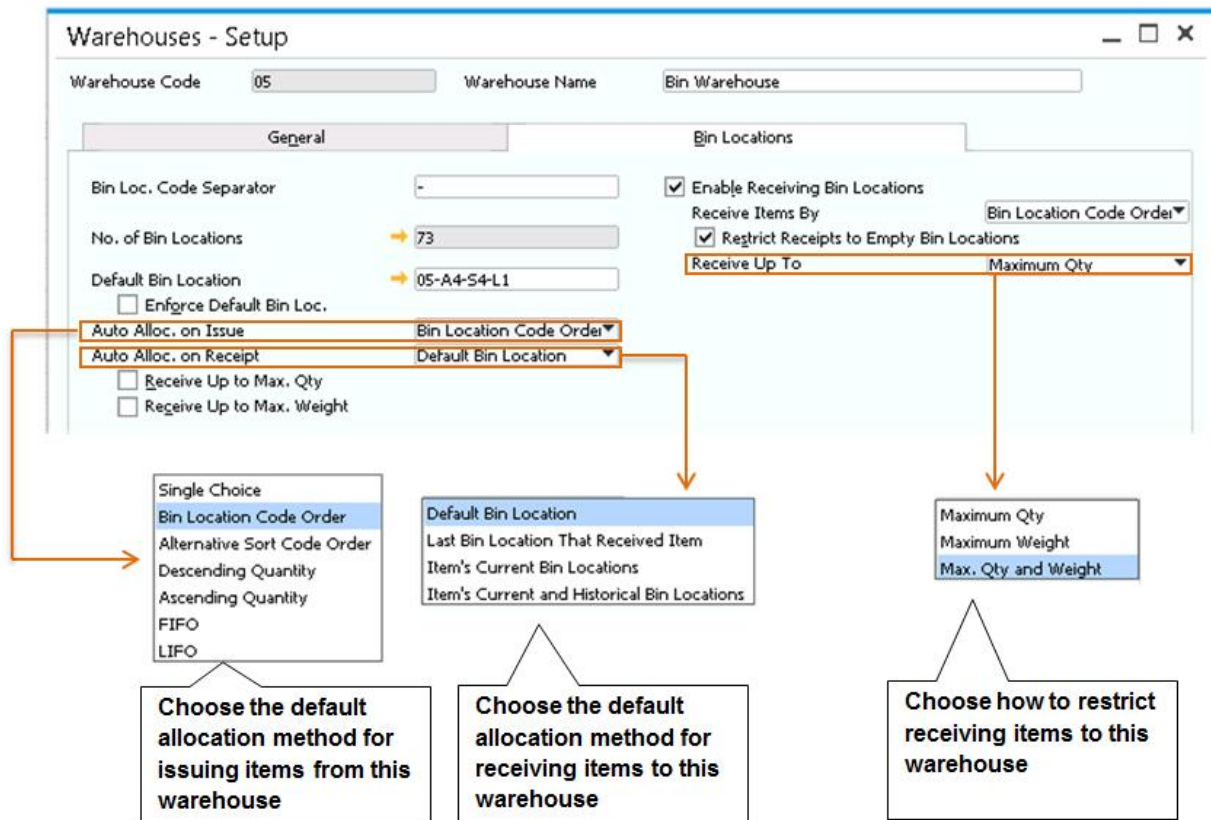 Warehouses - Setup
Warehouse Code 05 Warehouse Name Bin Warehouse
General Bin Locations
Bin Loc. Code Separator - Enable Receiving Bin Locations
Receive Items By Bin Location Code Order
No. of Bin Locations 73 Restrict Receipts to Empty Bin Locations
Receive Up To Maximum Qty
Default Bin Location 05-A4-S4-L1
Enforce Default Bin Loc.
Auto Alloc. on Issue Bin Location Code Order
Auto Alloc. on Receipt Default Bin Location
Receive Up to Max. Qty
Receive Up to Max. Weight
Single Choice
Bin Location Code Order
Alternative Sort Code Order
Descending Quantity
Ascending Quantity
FIFO
LIFO
Default Bin Location
Last Bin Location That Received Item
Item's Current Bin Locations
Item's Current and Historical Bin Locations
Maximum Qty
Maximum Weight
Max. Qty and Weight
Choose the default
allocation method for
issuing items from this
warehouse
Choose the default
allocation method for
receiving items to this
warehouse
Choose how to restrict
receiving items to this
warehouse